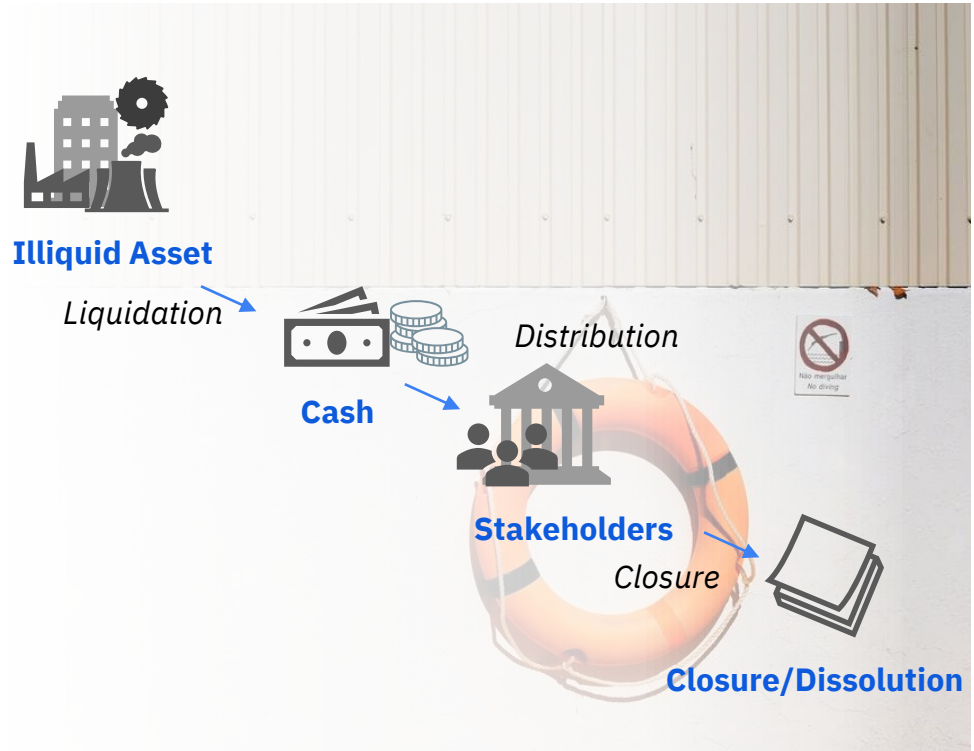 Illiquid Asset
Liquidation
Distribution
Não mergulhar
No diving
Cash
Stakeholders
Closure
Closure/Dissolution